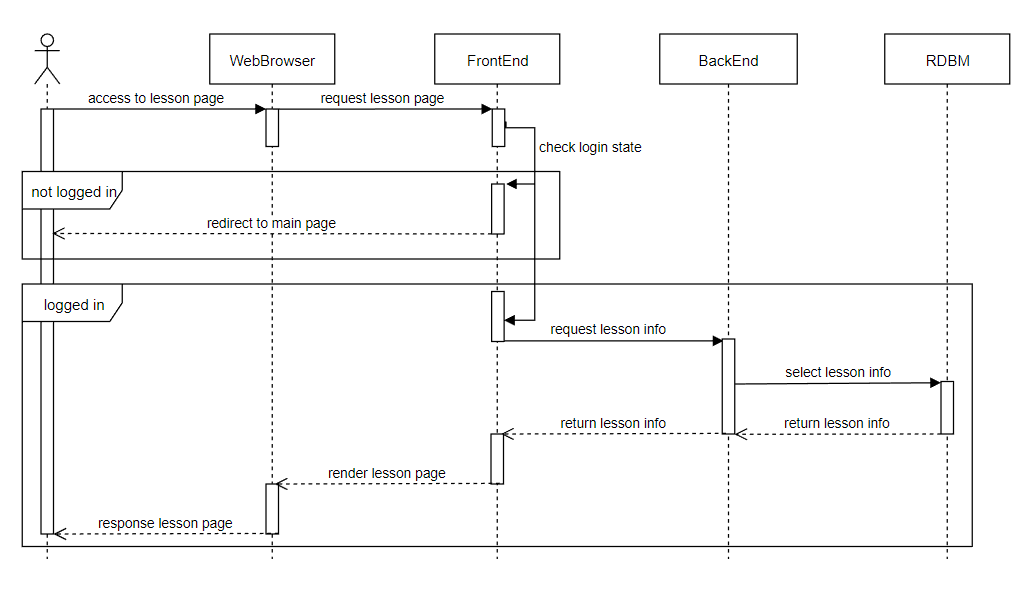 WebBrowser
FrontEnd
BackEnd
RDBM
access to lesson page
request lesson page
check login state
not logged in
redirect to main page
logged in
request lesson info
select lesson info
return lesson info
return lesson info
render lesson page
response lesson page